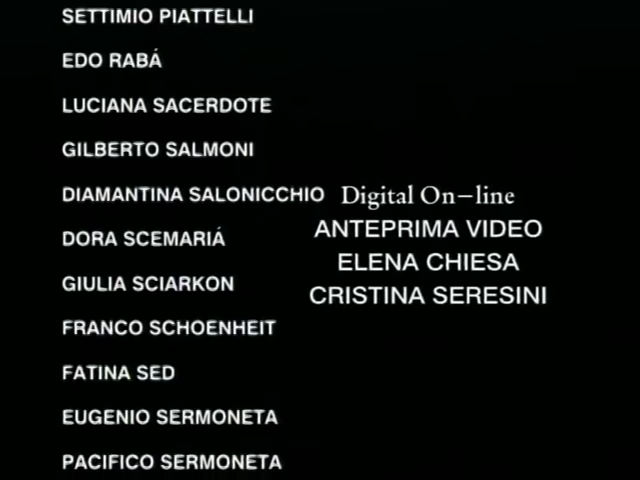 SETTIMIO PIATTELLI
EDO RABÁ
LUCIANA SACERDOTE
GILBERTO SALMONI
DIAMANTINA SALONICCHIO
DORA SCEMARIÁ
GIULIA SCIARKON
FRANCO SCHOENHEIT
FATINA SED
EUGENIO SERMONETA
PACIFICO SERMONETA
Digital On-line
ANTEPRIMA VIDEO
ELENA CHIESA
CRISTINA SERESINI